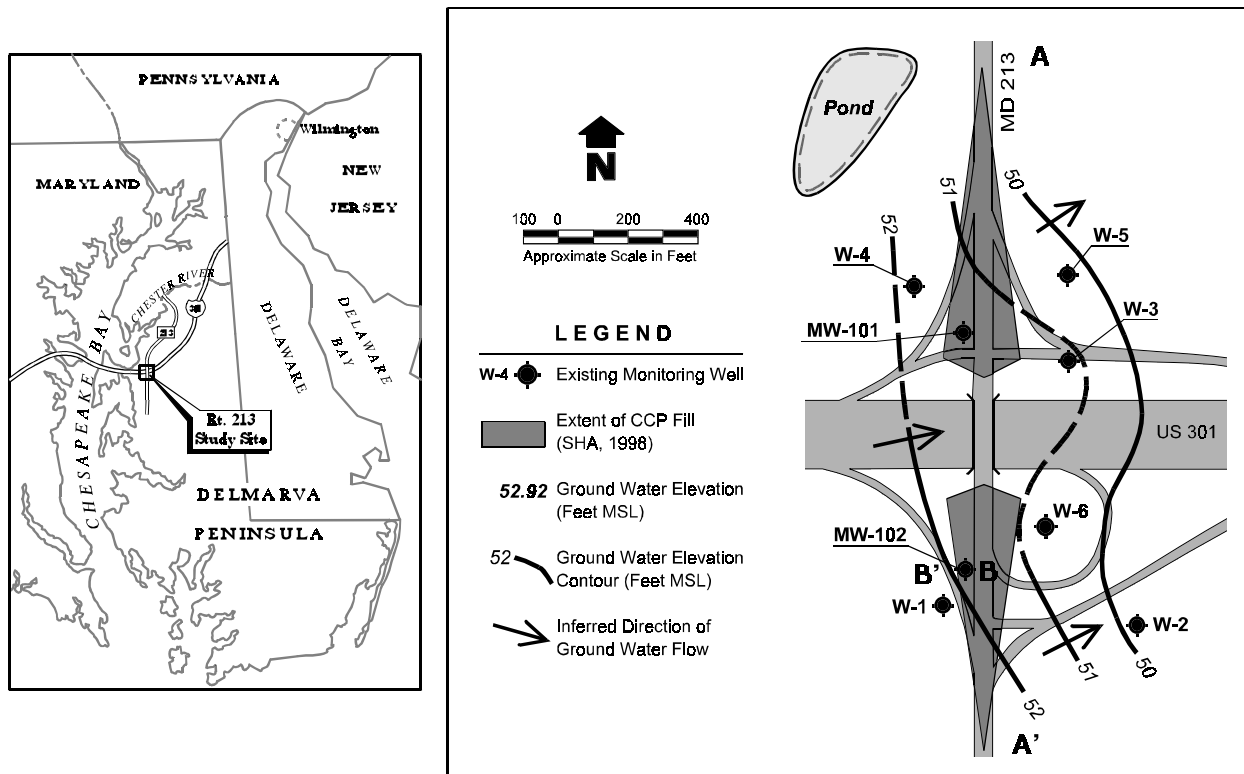 PENNSYLVANIA
Wilmington
NEW
JERSEY
MARYLAND
CHESTER RIVER
213
CHESAPEAKE BAY
DELAWARE
DELAWARE
BAY
Rt. 213
Study Site
DELMARVA
PENINSULA
N
100 0 200 400
Approximate Scale in Feet
LEGEND
W-4 Existing Monitoring Well
Extent of CCP Fill
(SHA, 1998)
52.92 Ground Water Elevation
(Feet MSL)
52 Ground Water Elevation
Contour (Feet MSL)
Inferred Direction of
Ground Water Flow
Pond
A
MD 213
50
51
52
W-5
W-4
W-3
MW-101
US 301
W-6
MW-102
B' B
W-1
W-2
51
50
52
A'